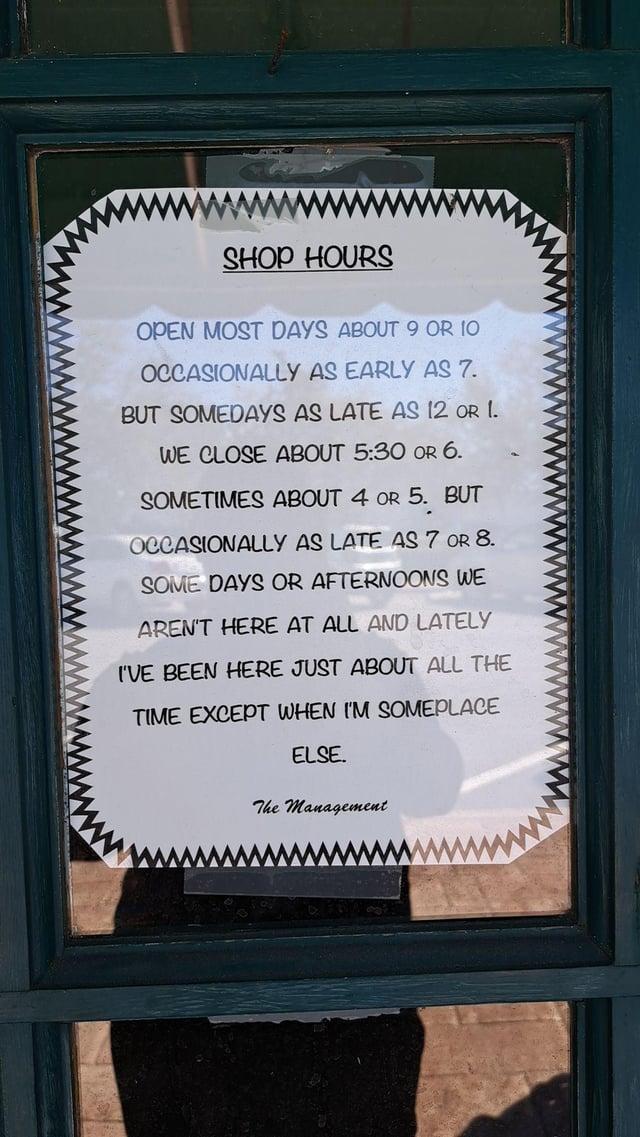 SHOP HOURS
OPEN MOST DAYS ABOUT 9 OR 10
OCCASIONALLY AS EARLY AS 7.
BUT SOMEDAYS AS LATE AS 12 OR 1.
WE CLOSE ABOUT 5:30 OR 6.
SOMETIMES ABOUT 4 OR 5. BUT
OCCASIONALLY AS LATE AS 7 OR 8.
SOME DAYS OR AFTERNOONS WE
AREN'T HERE AT ALL AND LATELY
I'VE BEEN HERE JUST ABOUT ALL THE
TIME EXCEPT WHEN I'M SOMEPLACE
ELSE.
The Management